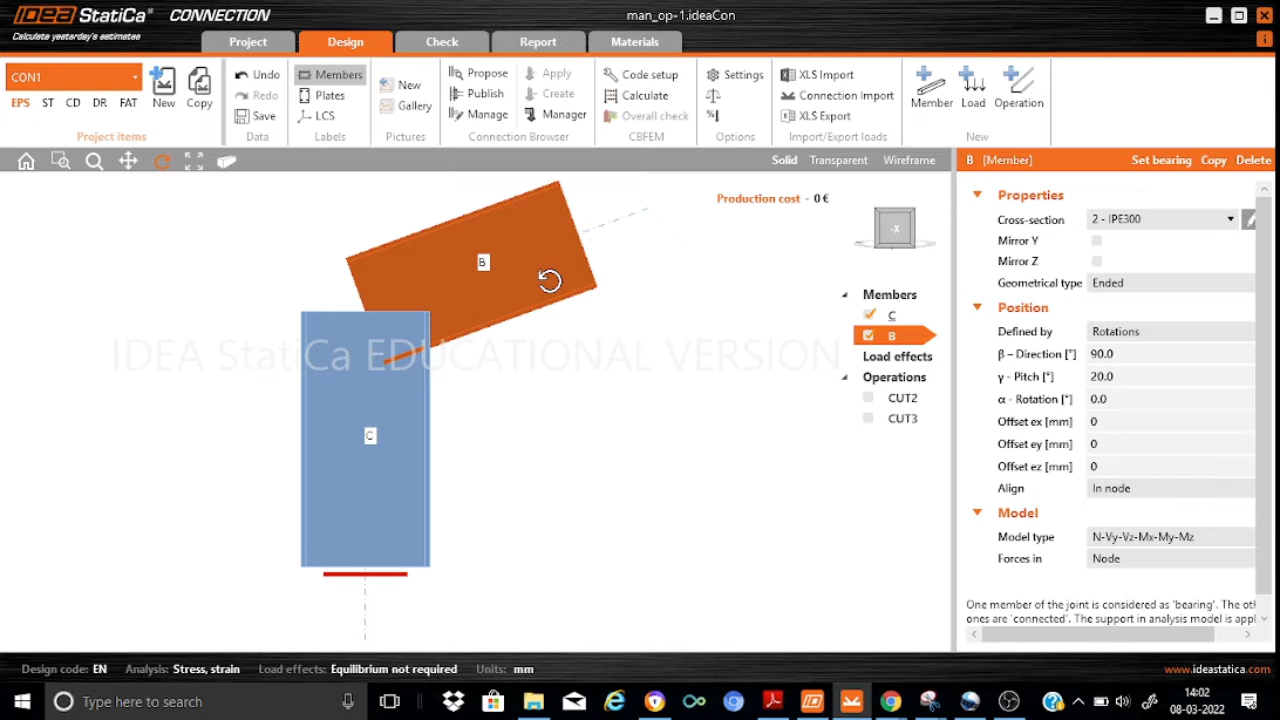 IDEA StatiCa® CONNECTION
Calculate yesterday's estimates
man_op-1.ideaCon
i
Project Design Check Report Materials
CON1
EPS ST CD DR FAT
New Copy
Project items
Undo
Redo
Save
Data
Members
Plates
LCS
Labels
New
Gallery
Pictures
Propose
Publish
Manage
Apply
Create
Manager
Connection Browser
Code setup
Calculate
Overall check
CBFEM
Settings
Options
XLS Import
Connection Import
XLS Export
Import/Export loads
Member Load Operation
New
Solid Transparent Wireframe
B [Member] Set bearing Copy Delete
Production cost - 0 €
-X
B
C
IDEA StatiCa EDUCATIONAL VERSION
Members
C
B
Load effects
Operations
CUT2
CUT3
Properties
Cross-section 2 - IPE300
Mirror Y
Mirror Z
Geometrical type Ended
Position
Defined by Rotations
β – Direction [°] 90.0
γ - Pitch [°] 20.0
α - Rotation [°] 0.0
Offset ex [mm] 0
Offset ey [mm] 0
Offset ez [mm] 0
Align In node
Model
Model type N-Vy-Vz-Mx-My-Mz
Forces in Node
One member of the joint is considered as 'bearing'. The ot
ones are 'connected'. The support in analysis model is appl
Design code: EN Analysis: Stress, strain Load effects: Equilibrium not required Units: mm
www.ideastatica.com
Type here to search
14:02
08-03-2022